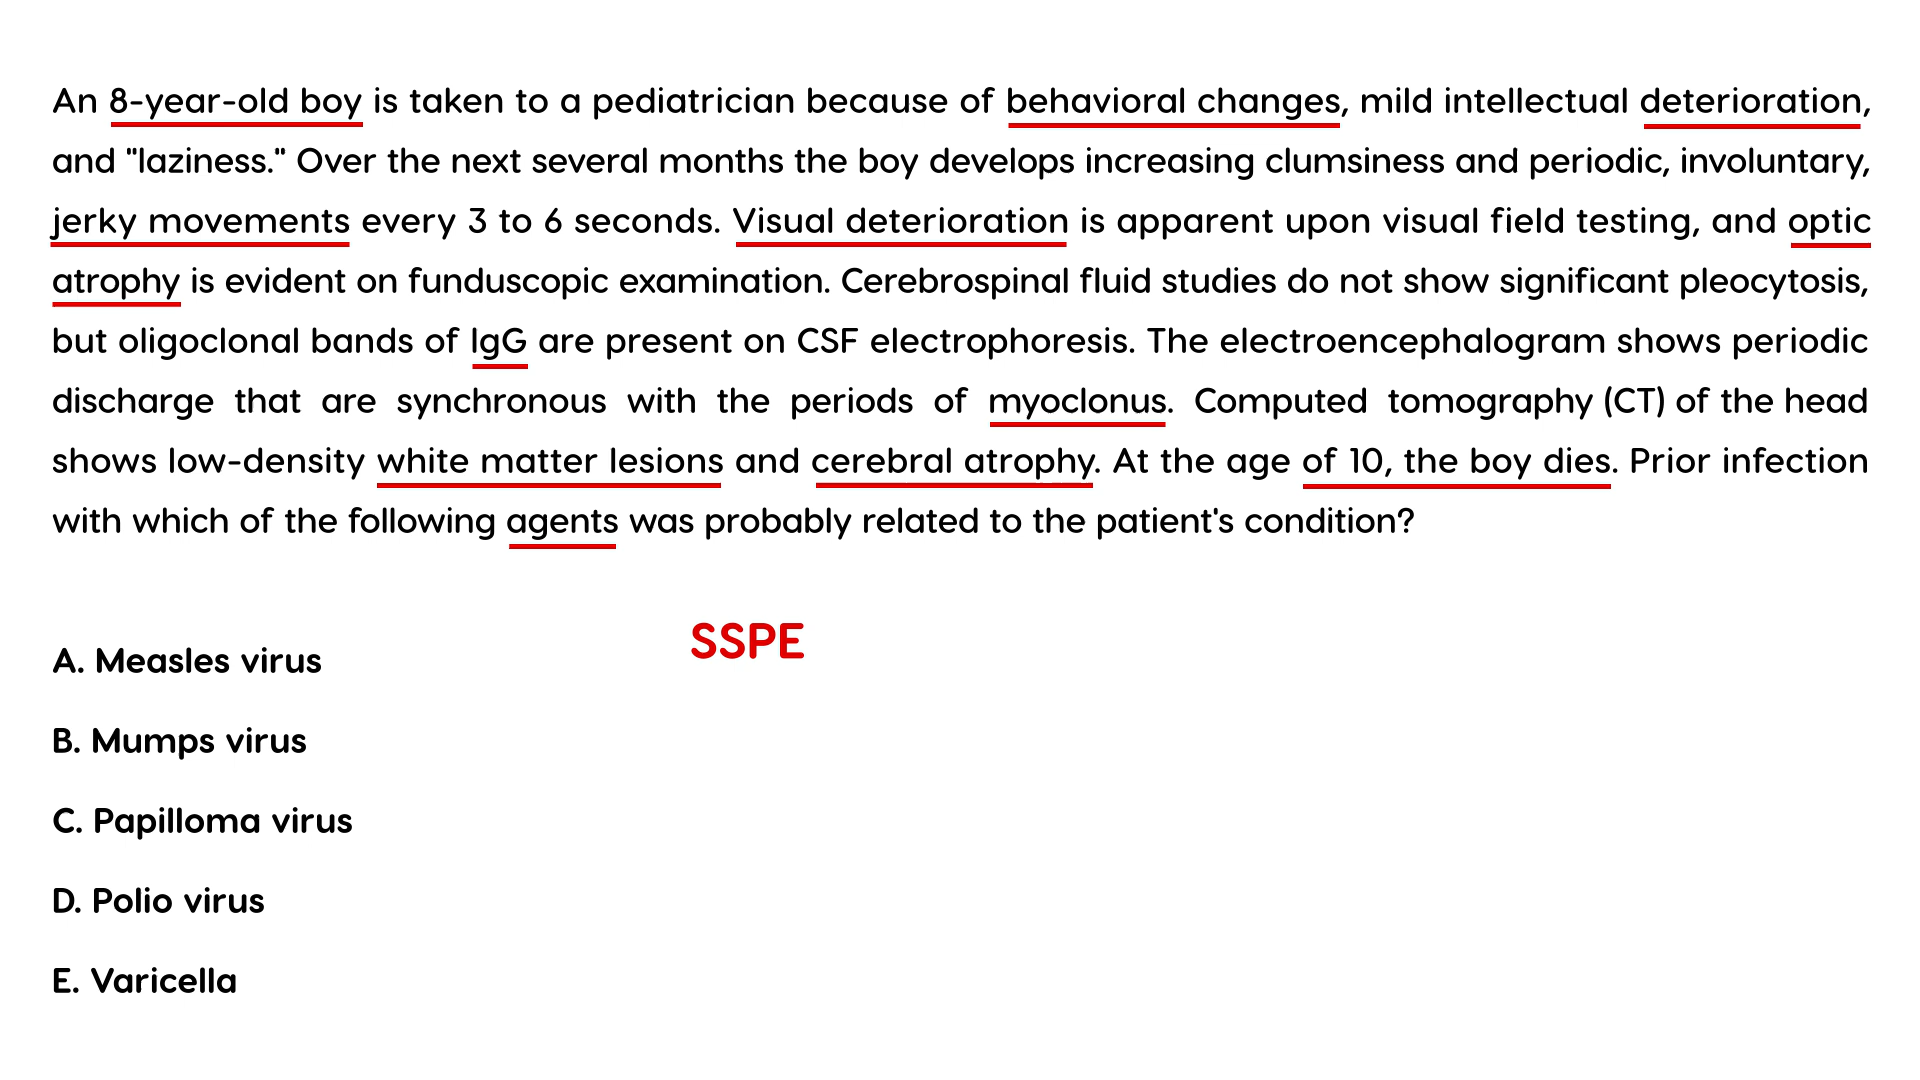 An 8-year-old boy is taken to a pediatrician because of behavioral changes, mild intellectual deterioration,
and "laziness." Over the next several months the boy develops increasing clumsiness and periodic, involuntary,
jerky movements every 3 to 6 seconds. Visual deterioration is apparent upon visual field testing, and optic
atrophy is evident on funduscopic examination. Cerebrospinal fluid studies do not show significant pleocytosis,
but oligoclonal bands of IgG are present on CSF electrophoresis. The electroencephalogram shows periodic
discharge that are synchronous with the periods of myoclonus. Computed tomography (CT) of the head
shows low-density white matter lesions and cerebral atrophy. At the age of 10, the boy dies. Prior infection
with which of the following agents was probably related to the patient's condition?
SSPE
A. Measles virus
B. Mumps virus
C. Papilloma virus
D. Polio virus
E. Varicella